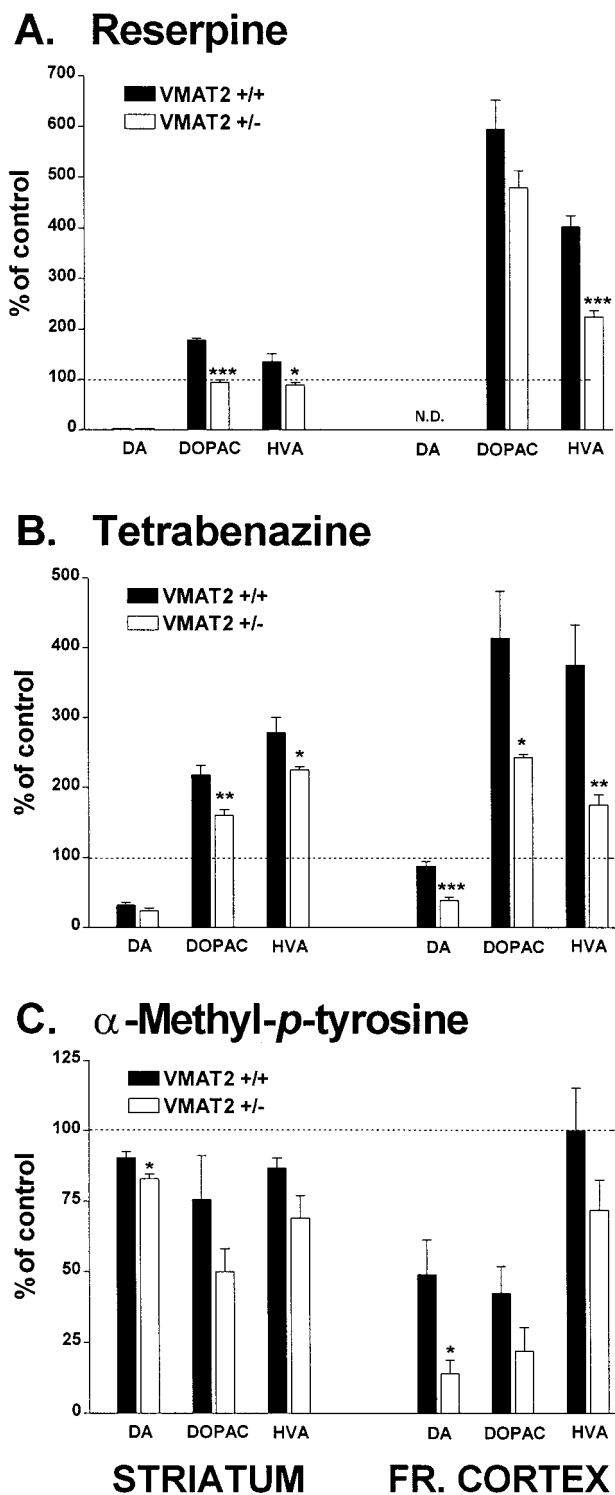 A. Reserpine
700
600
500
400
300
200
100
0
% of control
VMAT2 +/+
VMAT2 +/-
*** * N.D. ***
DA DOPAC HVA DA DOPAC HVA
B. Tetrabenazine
500
400
300
200
100
0
% of control
VMAT2 +/+
VMAT2 +/-
** * *** * **
DA DOPAC HVA DA DOPAC HVA
C. α-Methyl-p-tyrosine
125
100
75
50
25
0
% of control
VMAT2 +/+
VMAT2 +/-
* *
DA DOPAC HVA DA DOPAC HVA
STRIATUM FR. CORTEX